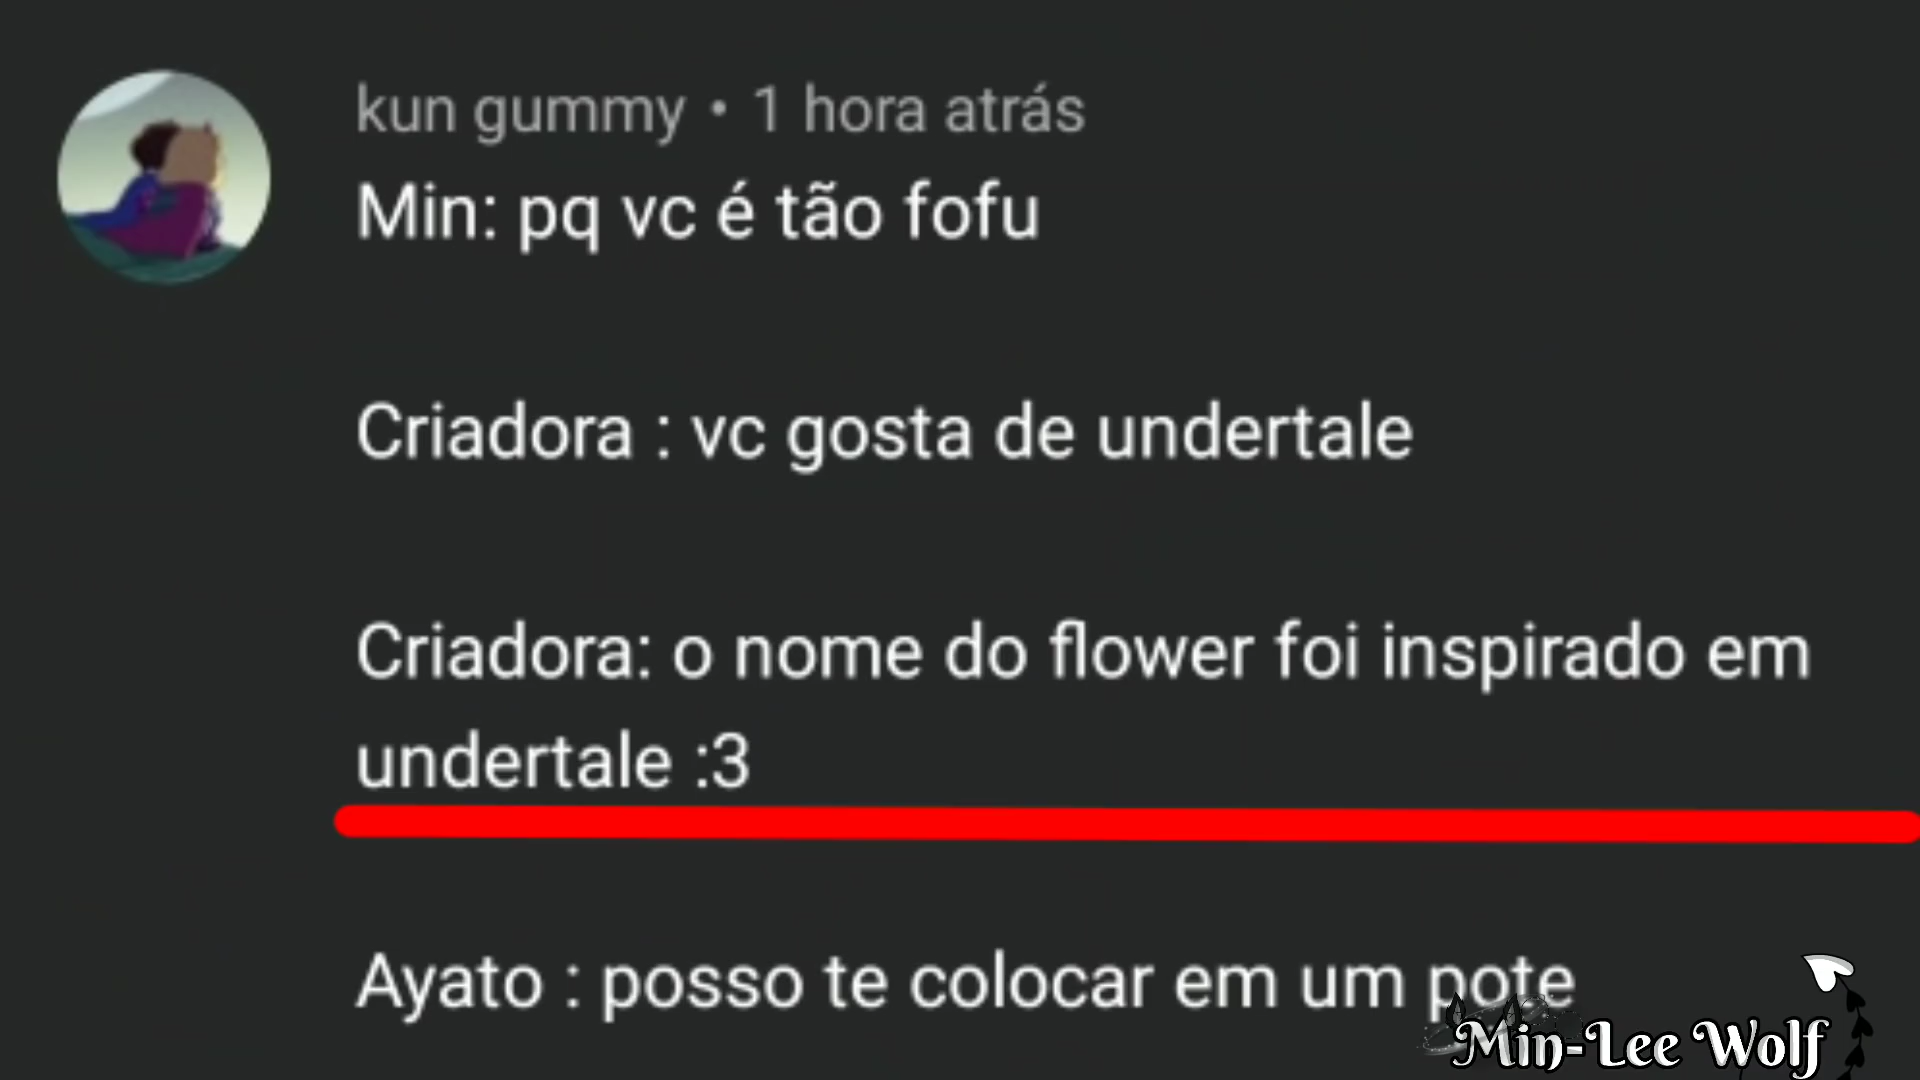 kun gummy • 1 hora atrás
Min: pq vc é tão fofu
Criadora : vc gosta de undertale
Criadora: o nome do flower foi inspirado em
undertale :3
Ayato : posso te colocar em um pote
Min-Lee Wolf